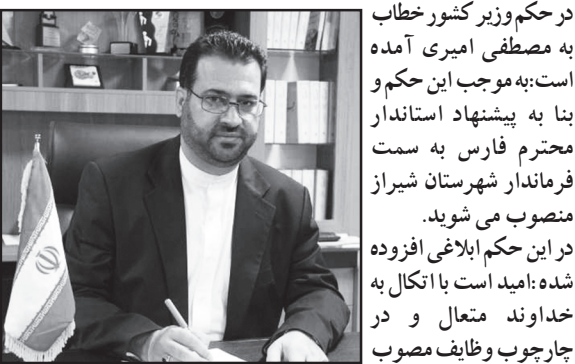 در حکم وزیر کشور خطاب
به مصطفی امیری آمده
است:به موجب این حکم و
بنا به پیشنهاد استاندار
محترم فارس به سمت
فرماندار شهرستان شیراز
منصوب می شوید.
در این حکم ابلاغی افزوده
شده :امید است با اتکال به
خداوند متعال و در
چارچوب وظایف مصوب